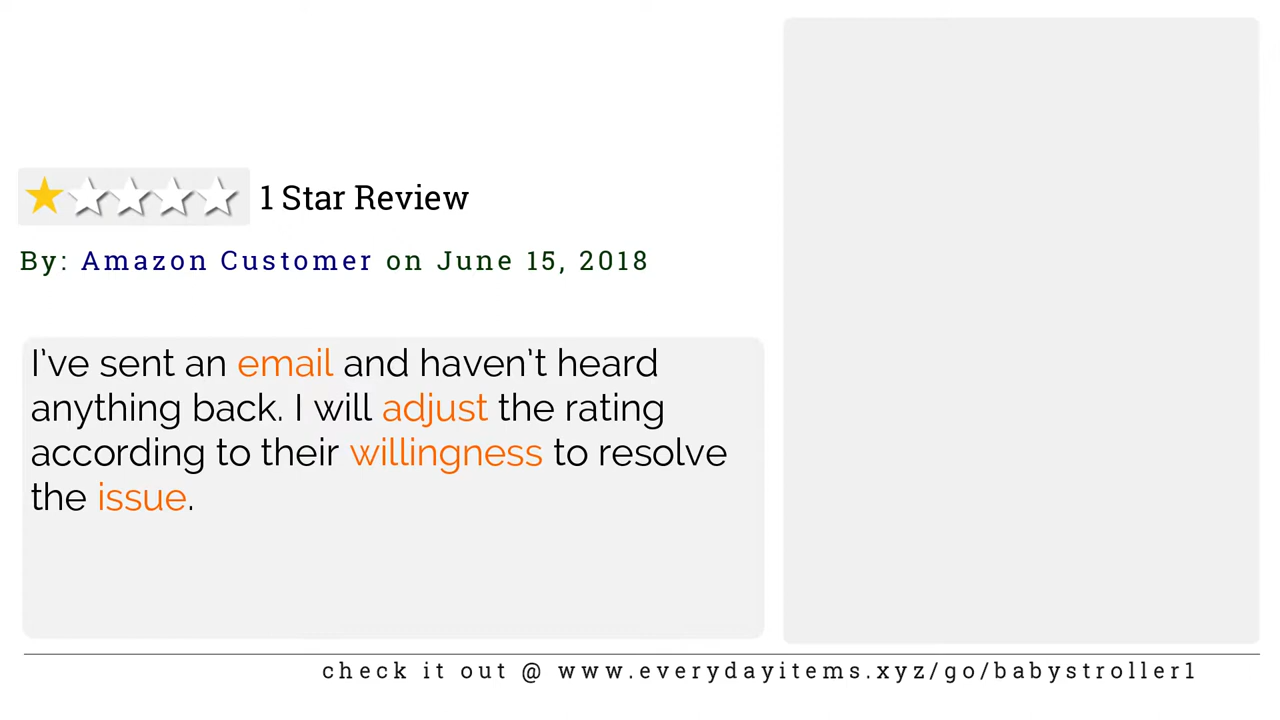 1 Star Review
By: Amazon Customer on June 15, 2018
I've sent an email and haven't heard
anything back. I will adjust the rating
according to their willingness to resolve
the issue.
check it out @ www.everydayitems.xyz/go/babystroller1